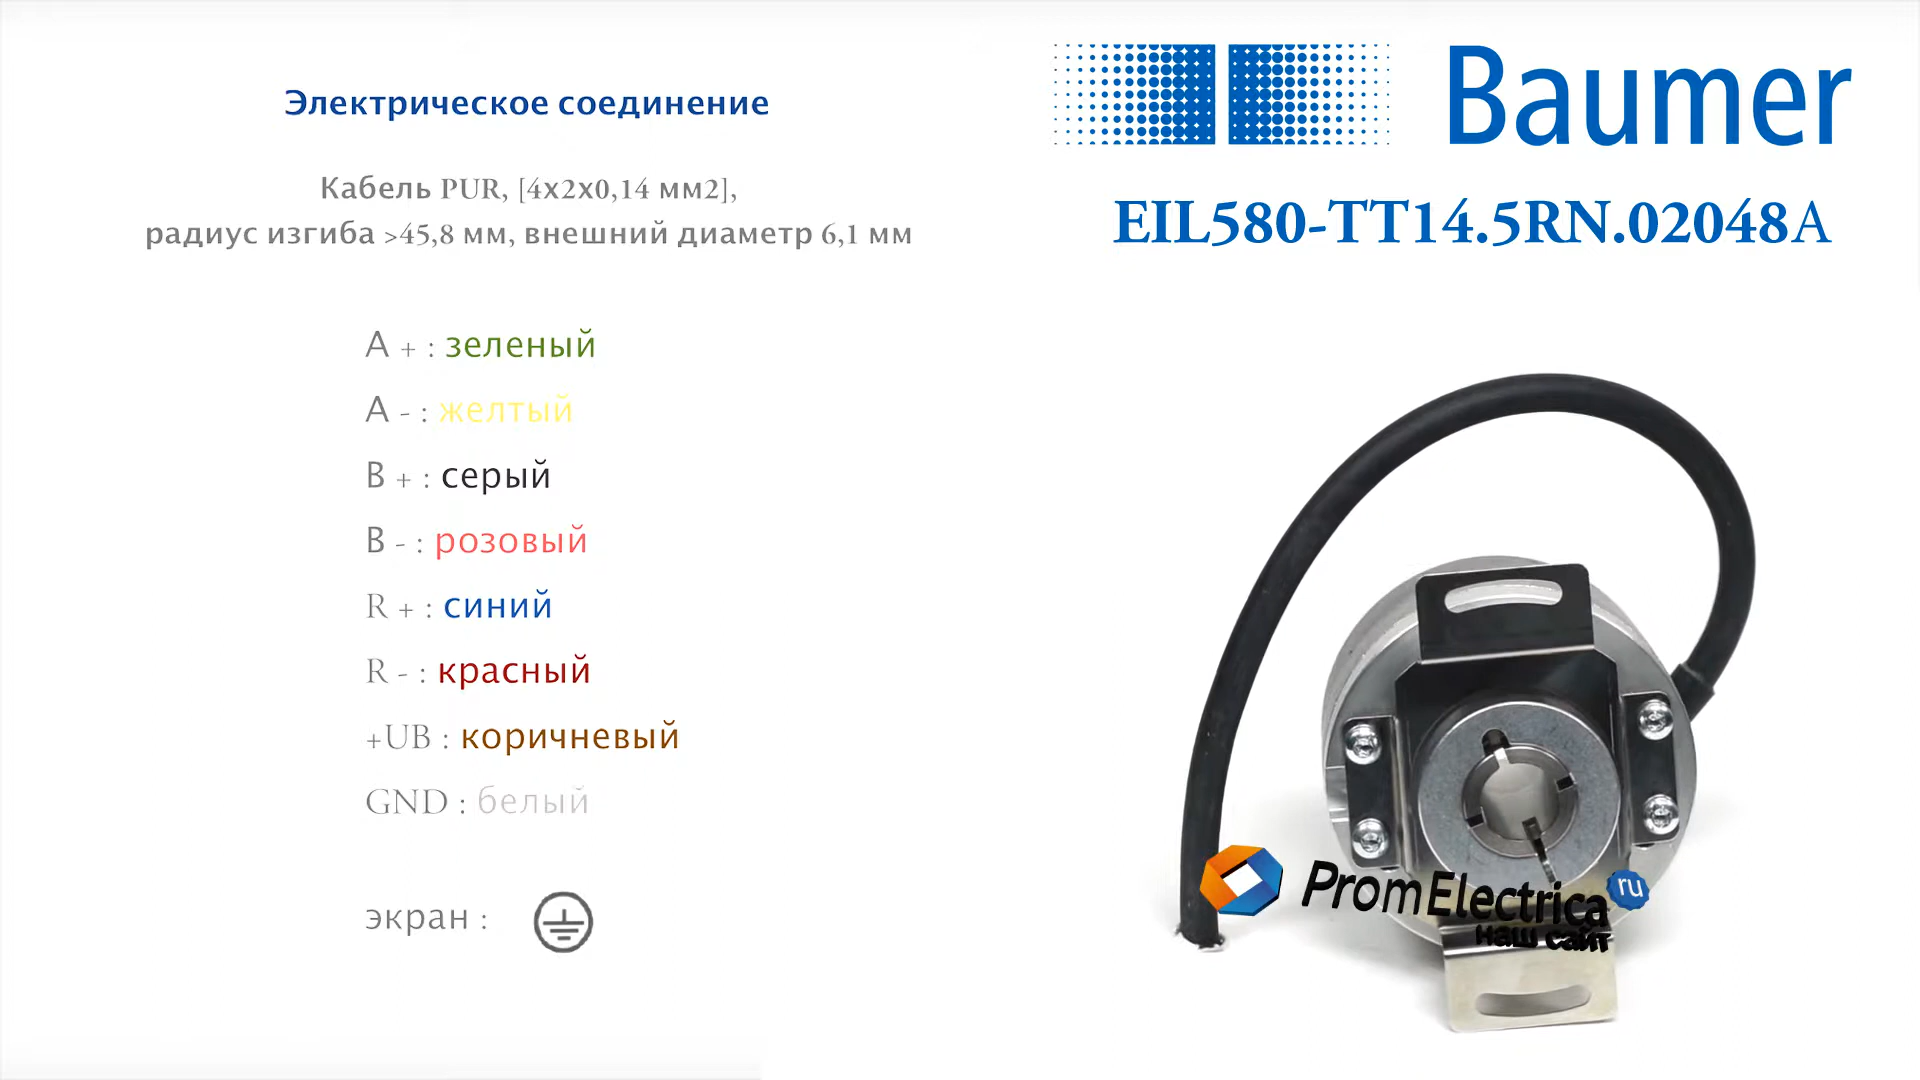 Электрическое соединение
Кабель PUR, [4x2x0,14 мм2],
радиус изгиба >45,8 мм, внешний диаметр 6,1 мм
A + : зеленый
A - : желтый
B + : серый
B - : розовый
R + : синий
R - : красный
+UB : коричневый
GND : белый
экран :
Baumer
EIL580-TT14.5RN.02048A
PromElectrica ru
наш сайт